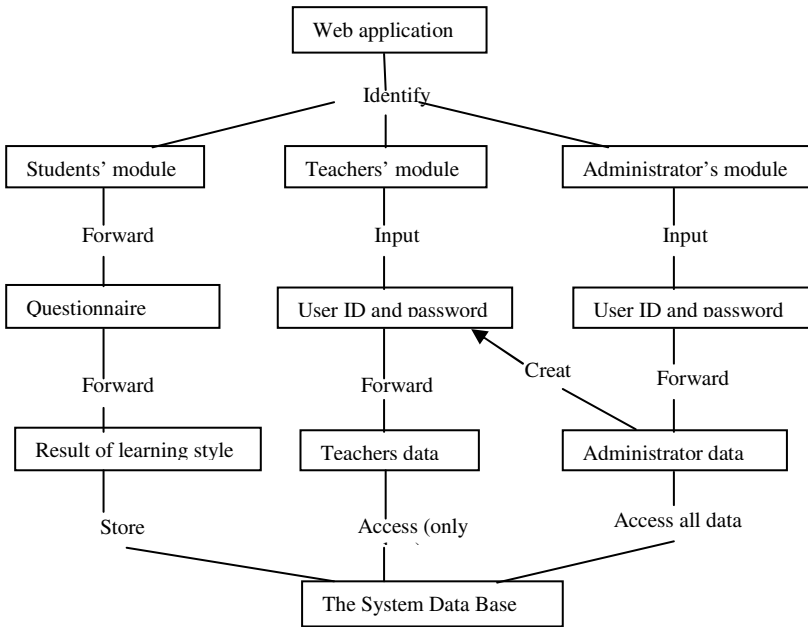 Web application
Identify
Students’ module
Teachers’ module
Administrator’s module
Forward
Input
Input
Questionnaire
User ID and password
User ID and password
Forward
Forward
Creat
Forward
Result of learning style
Teachers data
Administrator data
Store
Access (only
Access all data
The System Data Base